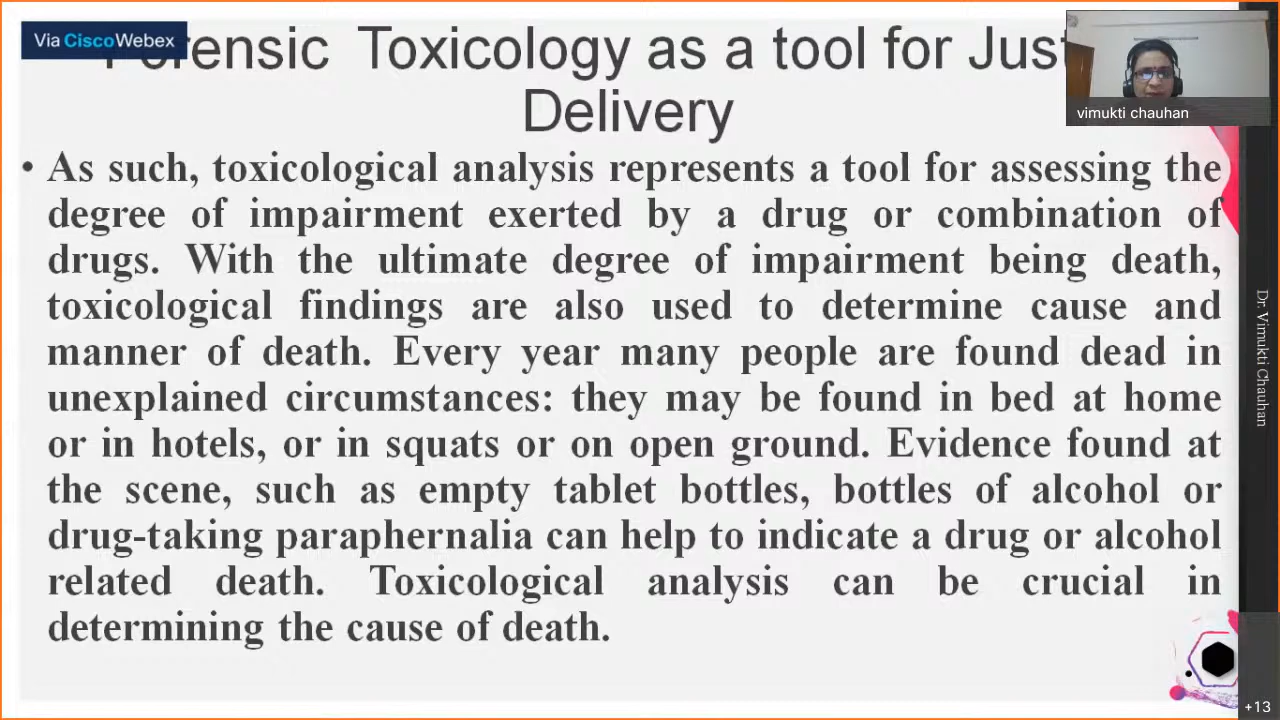 Via Cisco Webex
Forensic Toxicology as a tool for Just
Delivery
vimukti chauhan
• As such, toxicological analysis represents a tool for assessing the
degree of impairment exerted by a drug or combination of
drugs. With the ultimate degree of impairment being death,
toxicological findings are also used to determine cause and
manner of death. Every year many people are found dead in
unexplained circumstances: they may be found in bed at home
or in hotels, or in squats or on open ground. Evidence found at
the scene, such as empty tablet bottles, bottles of alcohol or
drug-taking paraphernalia can help to indicate a drug or alcohol
related death. Toxicological analysis can be crucial in
determining the cause of death.
Dr. Vimukti Chauhan
+13